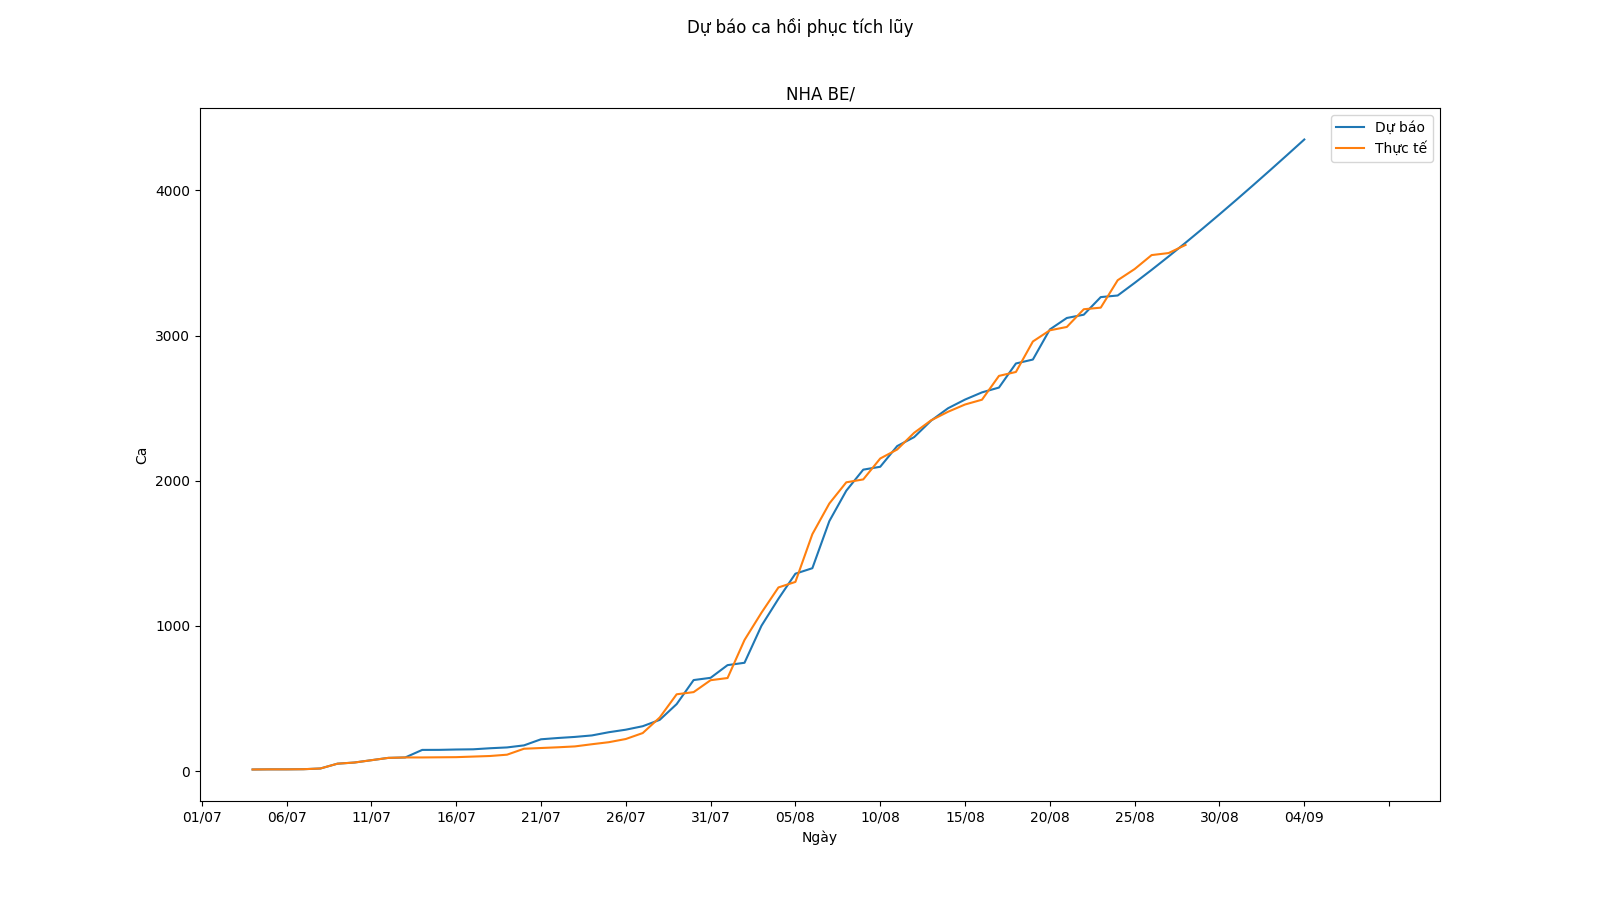 Dự báo ca hồi phục tích lũy
NHA BE/
Dự báo
Thực tế
4000
3000
2000
1000
0
Ca
01/07 06/07 11/07 16/07 21/07 26/07 31/07 05/08 10/08 15/08 20/08 25/08 30/08 04/09
Ngày